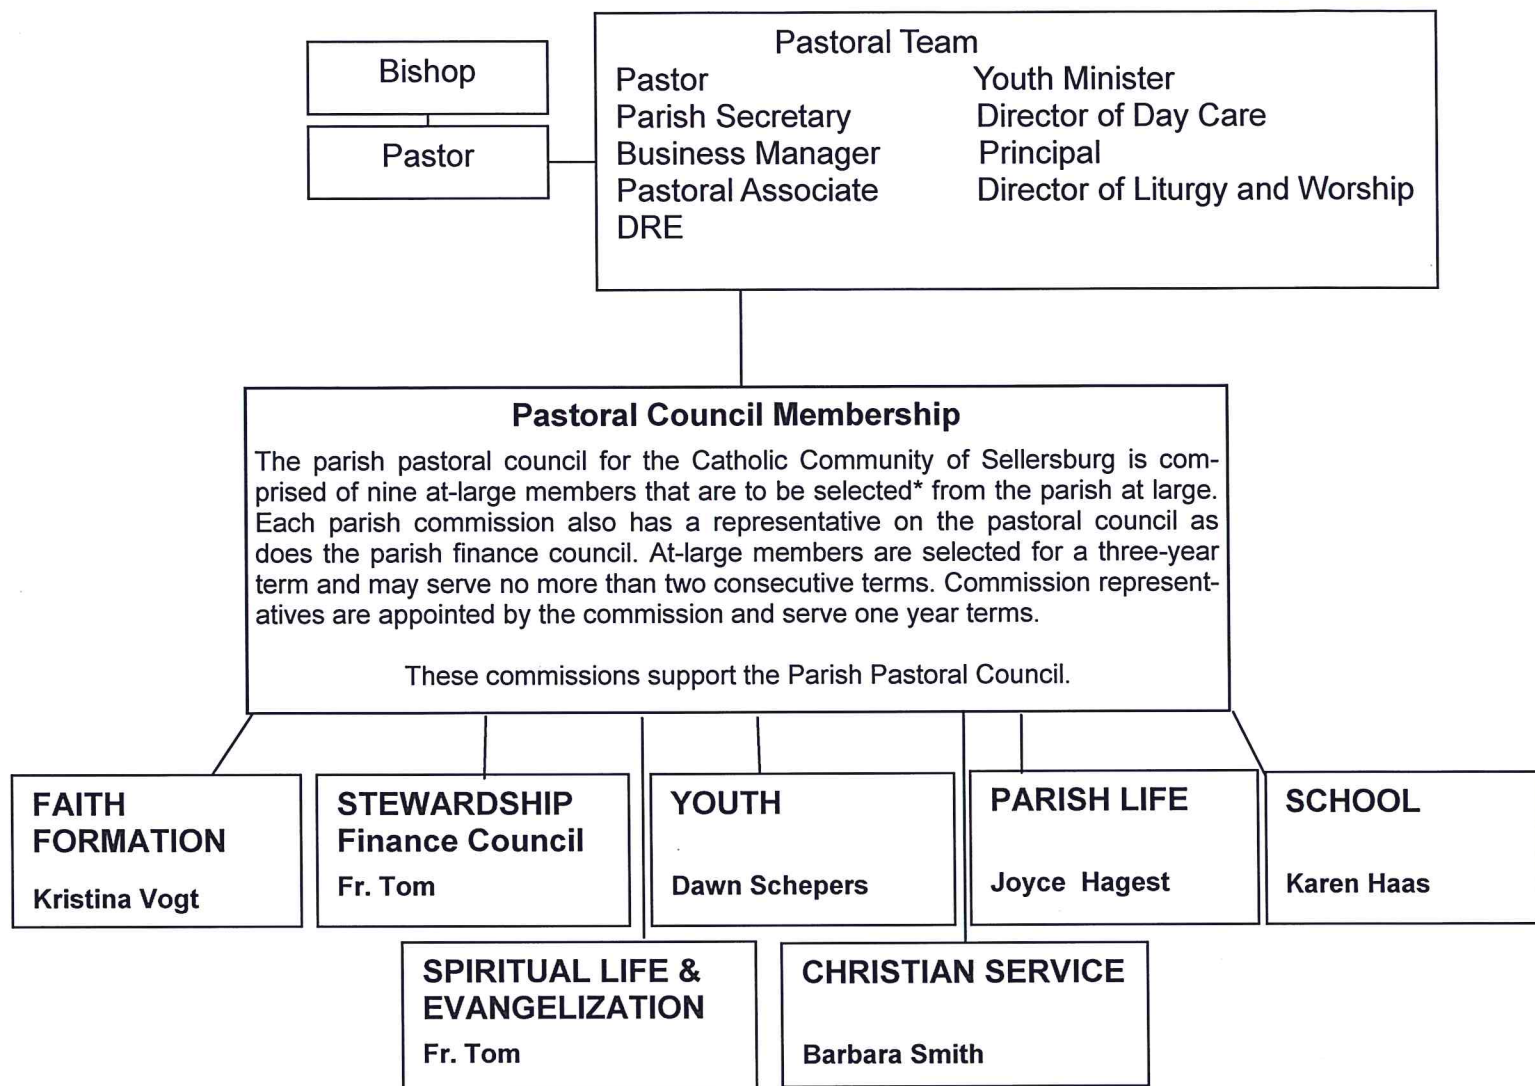 Bishop
Pastor
Pastoral Team
Pastor
Parish Secretary
Business Manager
Pastoral Associate
DRE
Youth Minister
Director of Day Care
Principal
Director of Liturgy and Worship
Pastoral Council Membership
The parish pastoral council for the Catholic Community of Sellersburg is com-
prised of nine at-large members that are to be selected* from the parish at large.
Each parish commission also has a representative on the pastoral council as
does the parish finance council. At-large members are selected for a three-year
term and may serve no more than two consecutive terms. Commission represent-
atives are appointed by the commission and serve one year terms.
These commissions support the Parish Pastoral Council.
FAITH
FORMATION
Kristina Vogt
STEWARDSHIP
Finance Council
Fr. Tom
YOUTH
Dawn Schepers
PARISH LIFE
Joyce Hagest
SCHOOL
Karen Haas
SPIRITUAL LIFE &
EVANGELIZATION
Fr. Tom
CHRISTIAN SERVICE
Barbara Smith